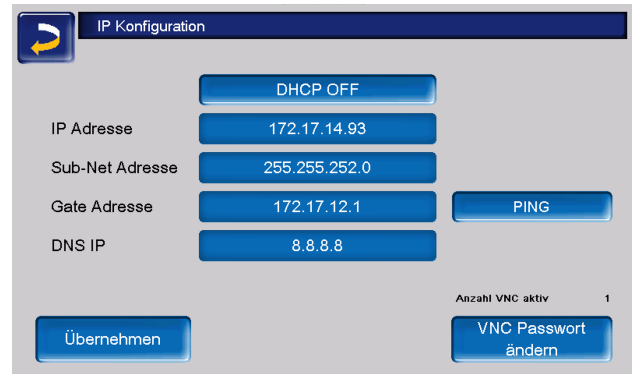 IP Konfiguration
DHCP OFF
IP Adresse 172.17.14.93
Sub-Net Adresse 255.255.252.0
Gate Adresse 172.17.12.1 PING
DNS IP 8.8.8.8
Anzahl VNC aktiv 1
Übernehmen
VNC Passwort
ändern